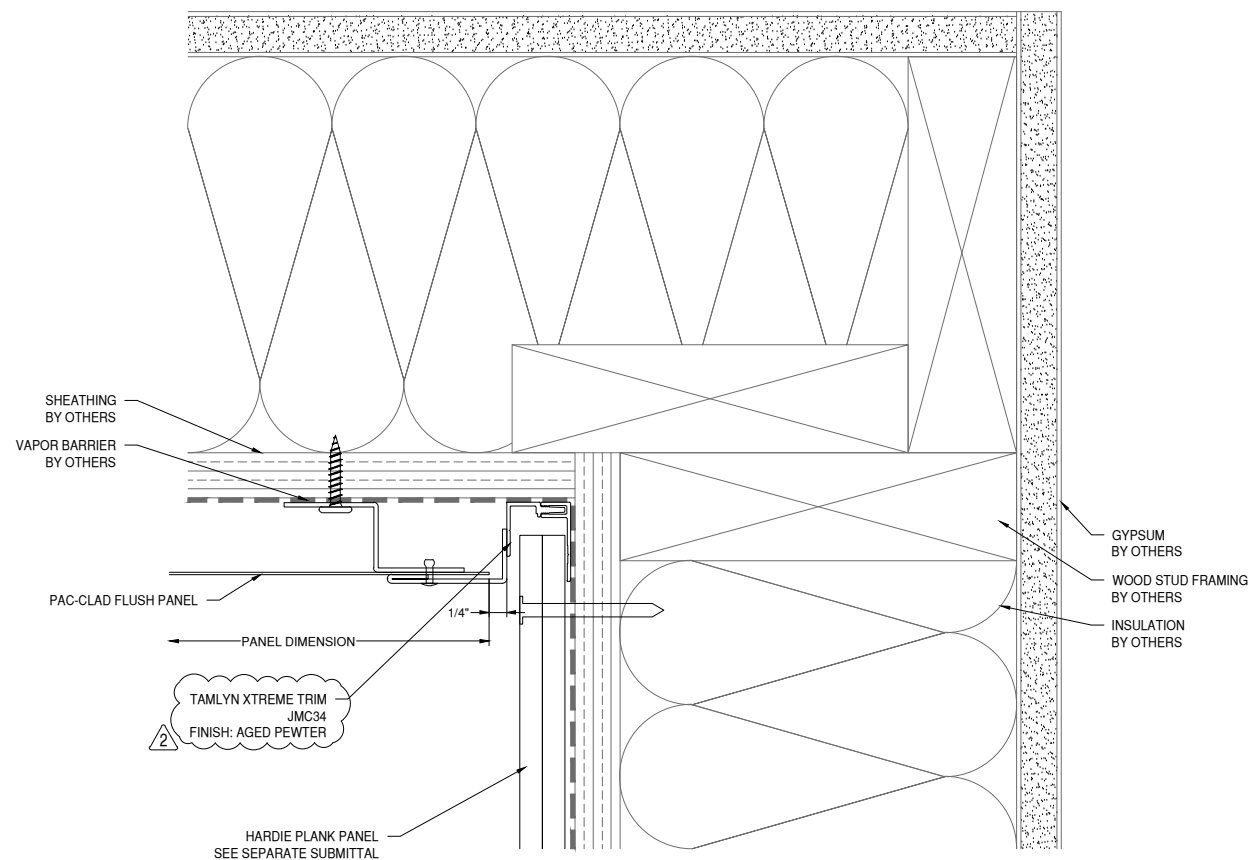 SHEATHING
BY OTHERS
VAPOR BARRIER
BY OTHERS
PAC-CLAD FLUSH PANEL
1/4"
PANEL DIMENSION
TAMLYN XTREME TRIM
JMC34
FINISH: AGED PEWTER
2
HARDIE PLANK PANEL
SEE SEPARATE SUBMITTAL
GYPSUM
BY OTHERS
WOOD STUD FRAMING
BY OTHERS
INSULATION
BY OTHERS